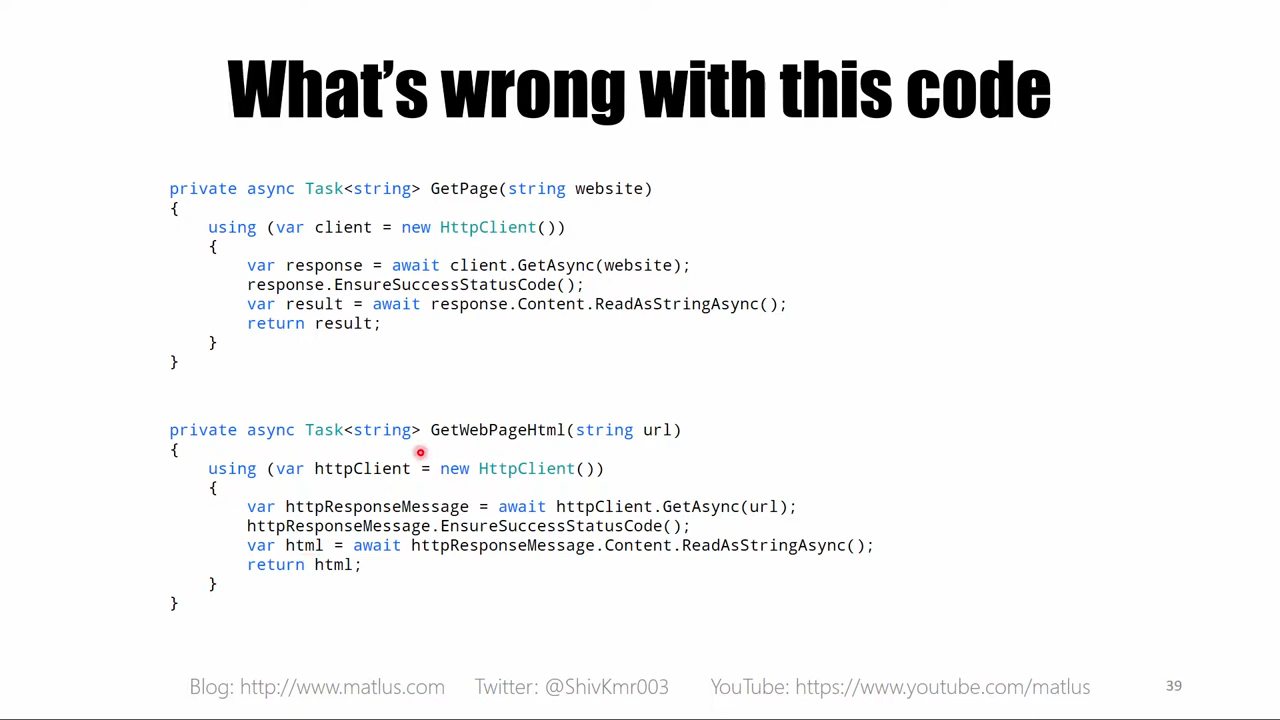 What's wrong with this code
private async Task<string> GetPage(string website)
{
    using (var client = new HttpClient())
    {
        var response = await client.GetAsync(website);
        response.EnsureSuccessStatusCode();
        var result = await response.Content.ReadAsStringAsync();
        return result;
    }
}
private async Task<string> GetWebPageHtml(string url)
{
    using (var httpClient = new HttpClient())
    {
        var httpResponseMessage = await httpClient.GetAsync(url);
        httpResponseMessage.EnsureSuccessStatusCode();
        var html = await httpResponseMessage.Content.ReadAsStringAsync();
        return html;
    }
}
Blog: http://www.matlus.com Twitter: @ShivKmr003 YouTube: https://www.youtube.com/matlus 39